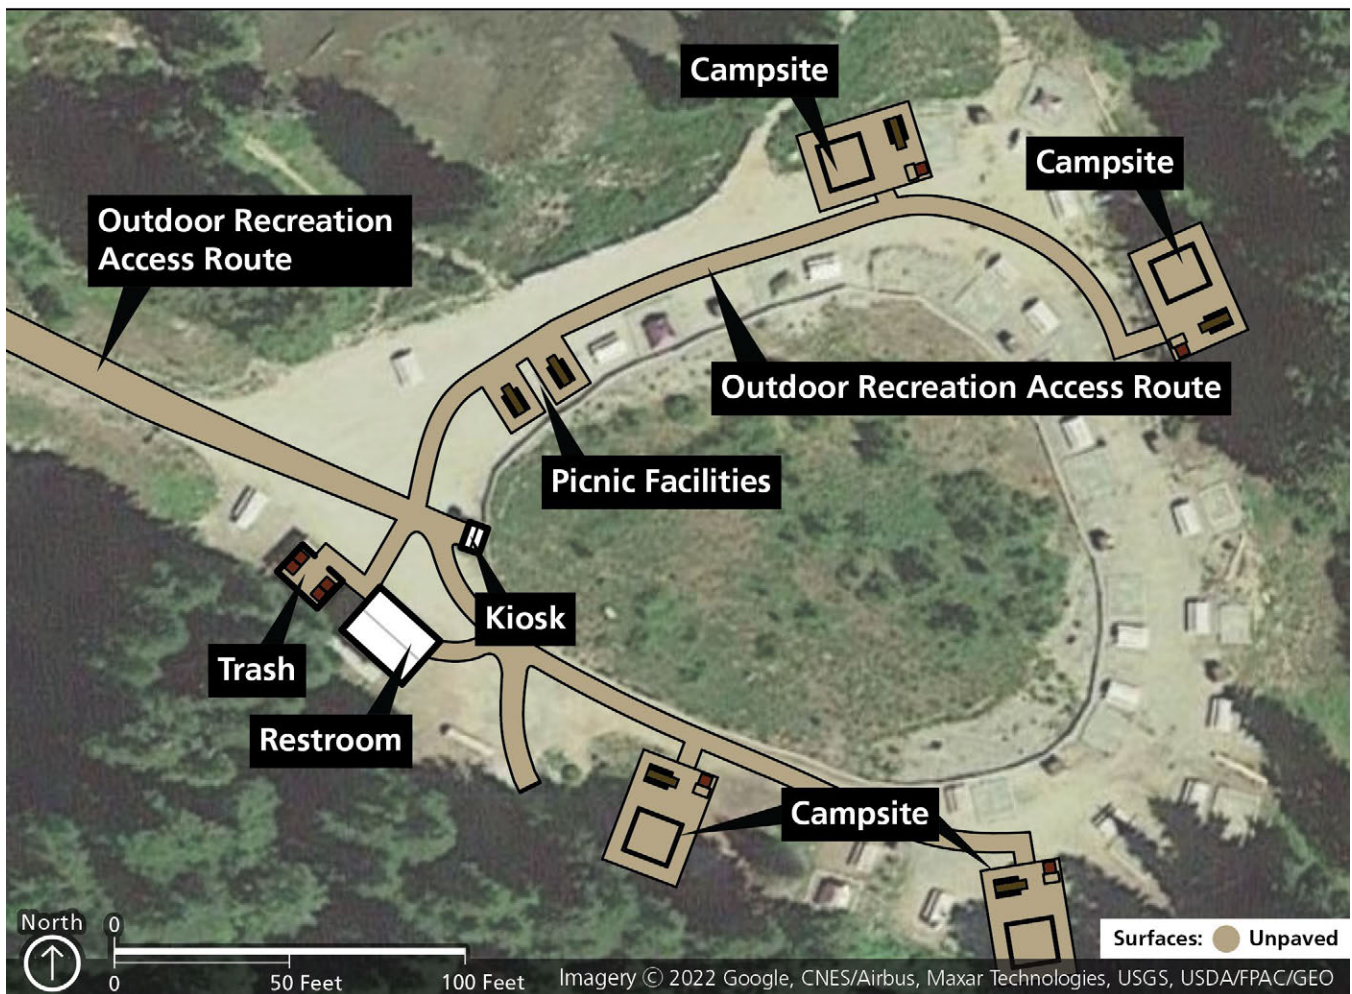 Campsite
Campsite
Outdoor Recreation
Access Route
Outdoor Recreation Access Route
Picnic Facilities
Kiosk
Trash
Restroom
Campsite
North
0
0
50 Feet
100 Feet
Surfaces: Unpaved
Imagery © 2022 Google, CNES/Airbus, Maxar Technologies, USGS, USDA/FPAC/GEO